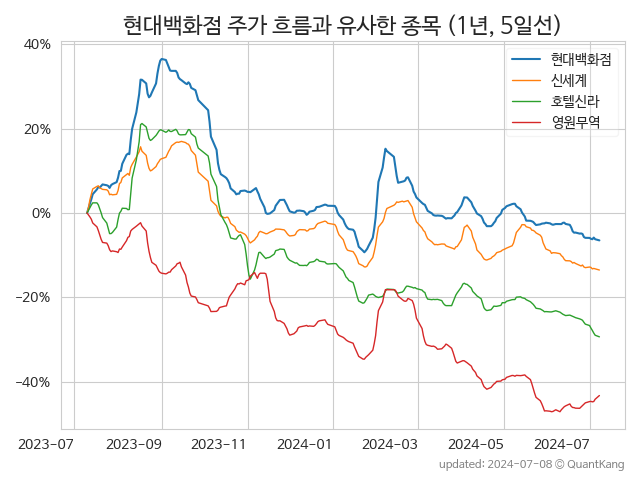 현대백화점 주가 흐름과 유사한 종목 (1년, 5일선)
40%
20%
0%
−20%
−40%
현대백화점
신세계
호텔신라
영원무역
2023-07
2023-09
2023-11
2024-01
2024-03
2024-05
2024-07
updated: 2024-07-08 © QuantKang